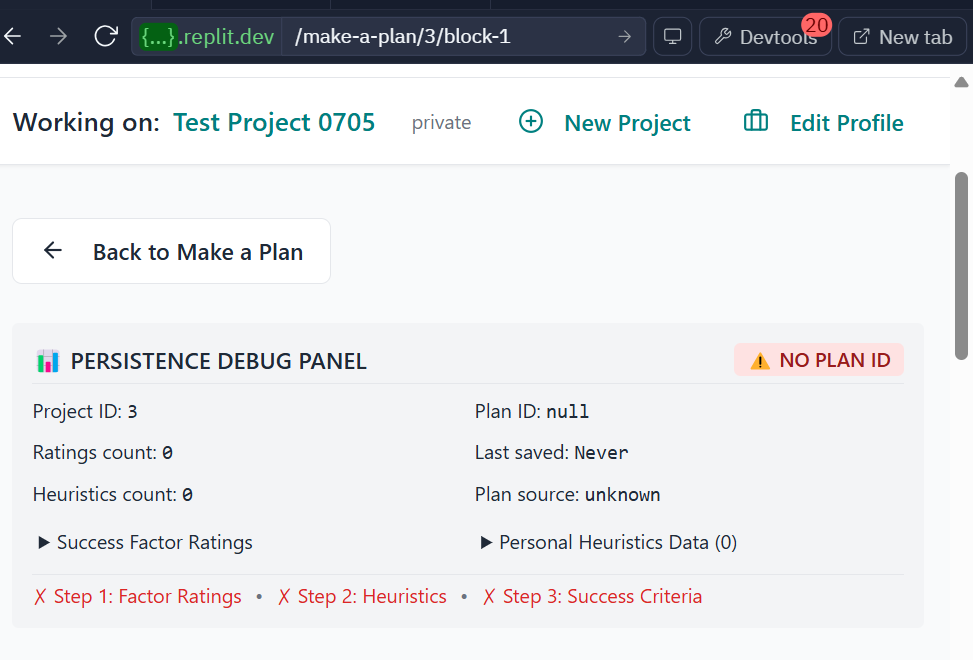 {...}.replit.dev /make-a-plan/3/block-1 Devtools 20 New tab
Working on: Test Project 0705 private New Project Edit Profile
Back to Make a Plan
PERSISTENCE DEBUG PANEL NO PLAN ID
Project ID: 3 Plan ID: null
Ratings count: 0 Last saved: Never
Heuristics count: 0 Plan source: unknown
▶ Success Factor Ratings ▶ Personal Heuristics Data (0)
✗ Step 1: Factor Ratings • ✗ Step 2: Heuristics • ✗ Step 3: Success Criteria